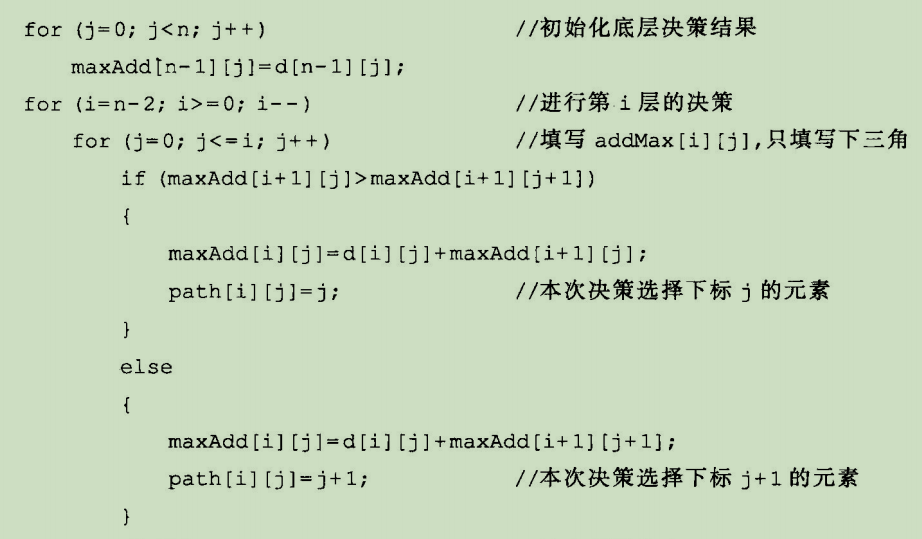 for (j=0; j<n; j++) //初始化底层决策结果
maxAdd[n-1][j]=d[n-1][j];
for (i=n-2; i>=0; i--) //进行第 i 层的决策
for (j=0; j<=i; j++) //填写 addMax[i][j],只填写下三角
if (maxAdd[i+1][j]>maxAdd[i+1][j+1])
{
maxAdd[i][j]=d[i][j]+maxAdd[i+1][j];
path[i][j]=j; //本次决策选择下标 j 的元素
}
else
{
maxAdd[i][j]=d[i][j]+maxAdd[i+1][j+1];
path[i][j]=j+1; //本次决策选择下标 j+1 的元素
}